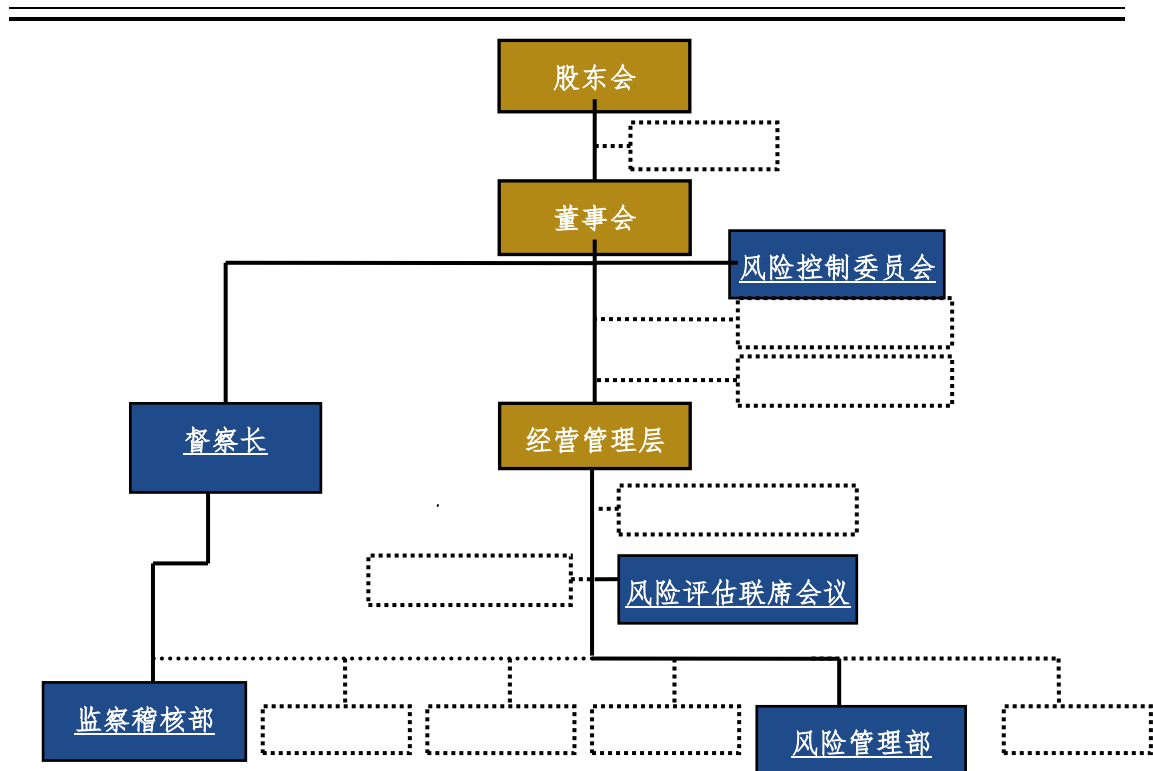 股东会
董事会
风险控制委员会
督察长
经营管理层
风险评估联席会议
监察稽核部
风险管理部